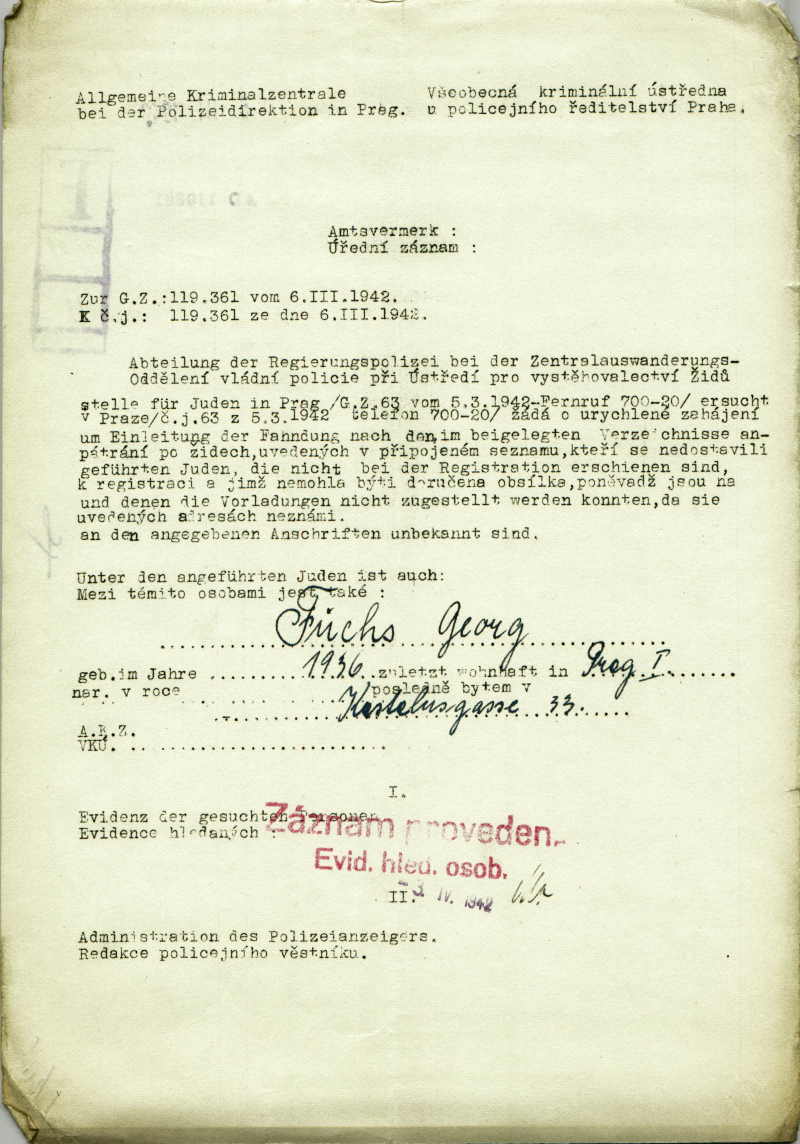 Allgemeine Kriminalzentrale
bei der Polizeidirektion in Prag.
Všeobecná kriminální ústředna
u policejního ředitelství Praha.
Amtsvermerk :
Úřední záznam :
Zur G.Z.:119.361 vom 6.III.1942.
K č.j.: 119.361 ze dne 6.III.1942.
Abteilung der Regierungspolizei bei der Zentralauswanderungs-
Oddělení vládní policie při Ústředí pro vystěhovalectví Židů
stelle für Juden in Prag /G.Z.63 vom 5.3.1942-Fernruf 700-20/ ersucht
v Praze/č.j.63 z 5.3.1942 telefon 700-20/ žádá o urychlené zahájení
um Einleitung der Fahndung nach den,im beigelegten Verzeichnisse an-
pátrání po židech,uvedených v připojeném seznamu,kteří se nedostavili
geführten Juden, die nicht bei der Registration erschienen sind,
k registraci a jimž nemohla býti doručena obsílka,poněvadž jsou na
und denen die Vorladungen nicht zugestellt werden konnten,da sie
uvedených adresách neznámi.
an den angegebenen Anschriften unbekannt sind.
Unter den angeführten Juden ist auch:
Mezi těmito osobami jest také :
Fuchs Georg
geb.im Jahre 1936 zuletzt wohnhaft in Prag I.
nar. v roce posledně bytem v
33.
A.K.Z.
VKÚ.
I.
Evidenz der gesuchten Personen
Evidence hledaných :
Záznam proveden.
Evid. hled. osob.
II. IV. 1942
Administration des Polizeianzeigers.
Redakce policejního věstníku.